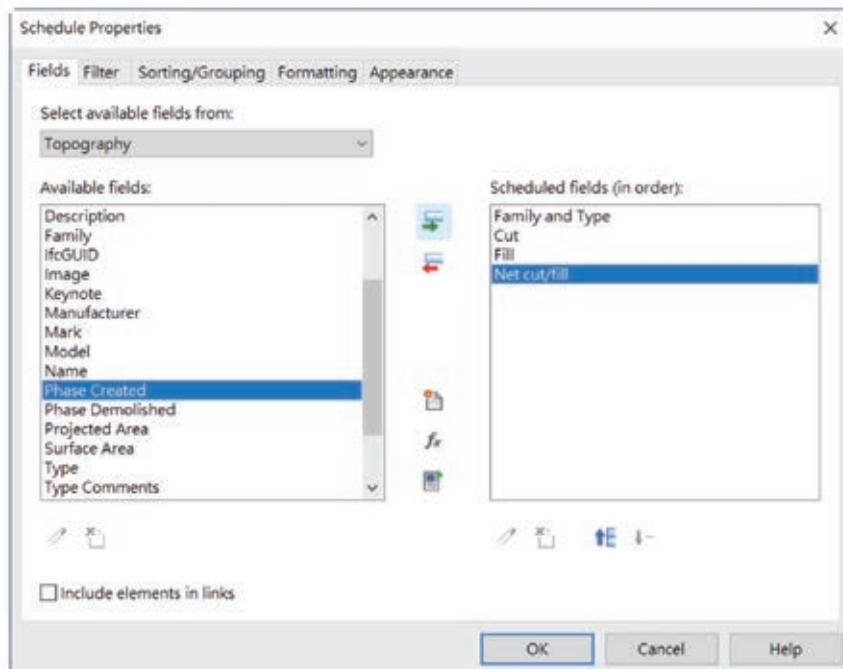 Schedule Properties
Fields Filter Sorting/Grouping Formatting Appearance
Select available fields from:
Topography
Available fields:
Description
Family
IfcGUID
Image
Keynote
Manufacturer
Mark
Model
Name
Phase Created
Phase Demolished
Projected Area
Surface Area
Type
Type Comments
Scheduled fields (in order):
Family and Type
Cut
Fill
Net cut/fill
fx
Include elements in links
OK Cancel Help